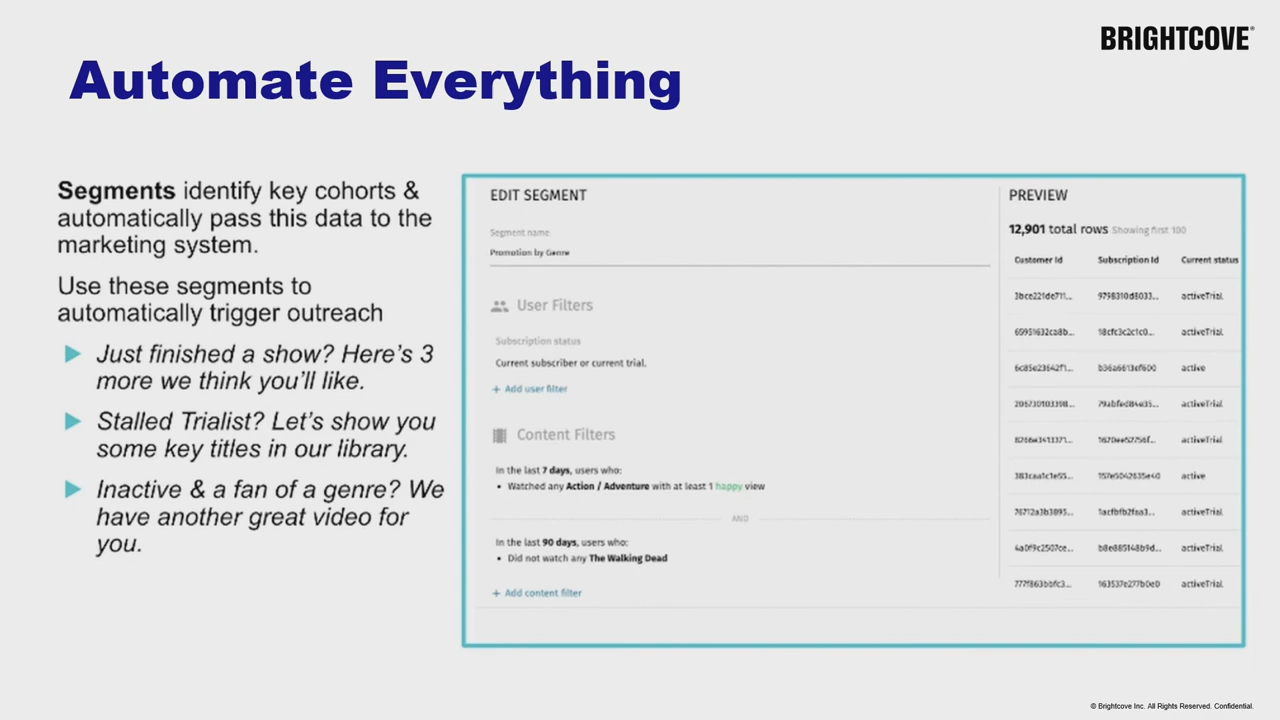 BRIGHTCOVE
Automate Everything
Segments identify key cohorts &
automatically pass this data to the
marketing system.
Use these segments to
automatically trigger outreach
Just finished a show? Here's 3
more we think you'll like.
Stalled Trialist? Let's show you
some key titles in our library.
Inactive & a fan of a genre? We
have another great video for
you.
EDIT SEGMENT
Segment name
Promotion by Genre
User Filters
Subscription status
Current subscriber or current trial.
+ Add user filter
Content Filters
In the last 7 days, users who:
• Watched any Action / Adventure with at least 1 happy view
AND
In the last 90 days, users who:
• Did not watch any The Walking Dead
+ Add content filter
PREVIEW
12,901 total rows Showing first 100
Customer Id Subscription Id Current status
activeTrial
activeTrial
active
activeTrial
activeTrial
active
activeTrial
activeTrial
activeTrial
© Brightcove Inc. All Rights Reserved. Confidential.